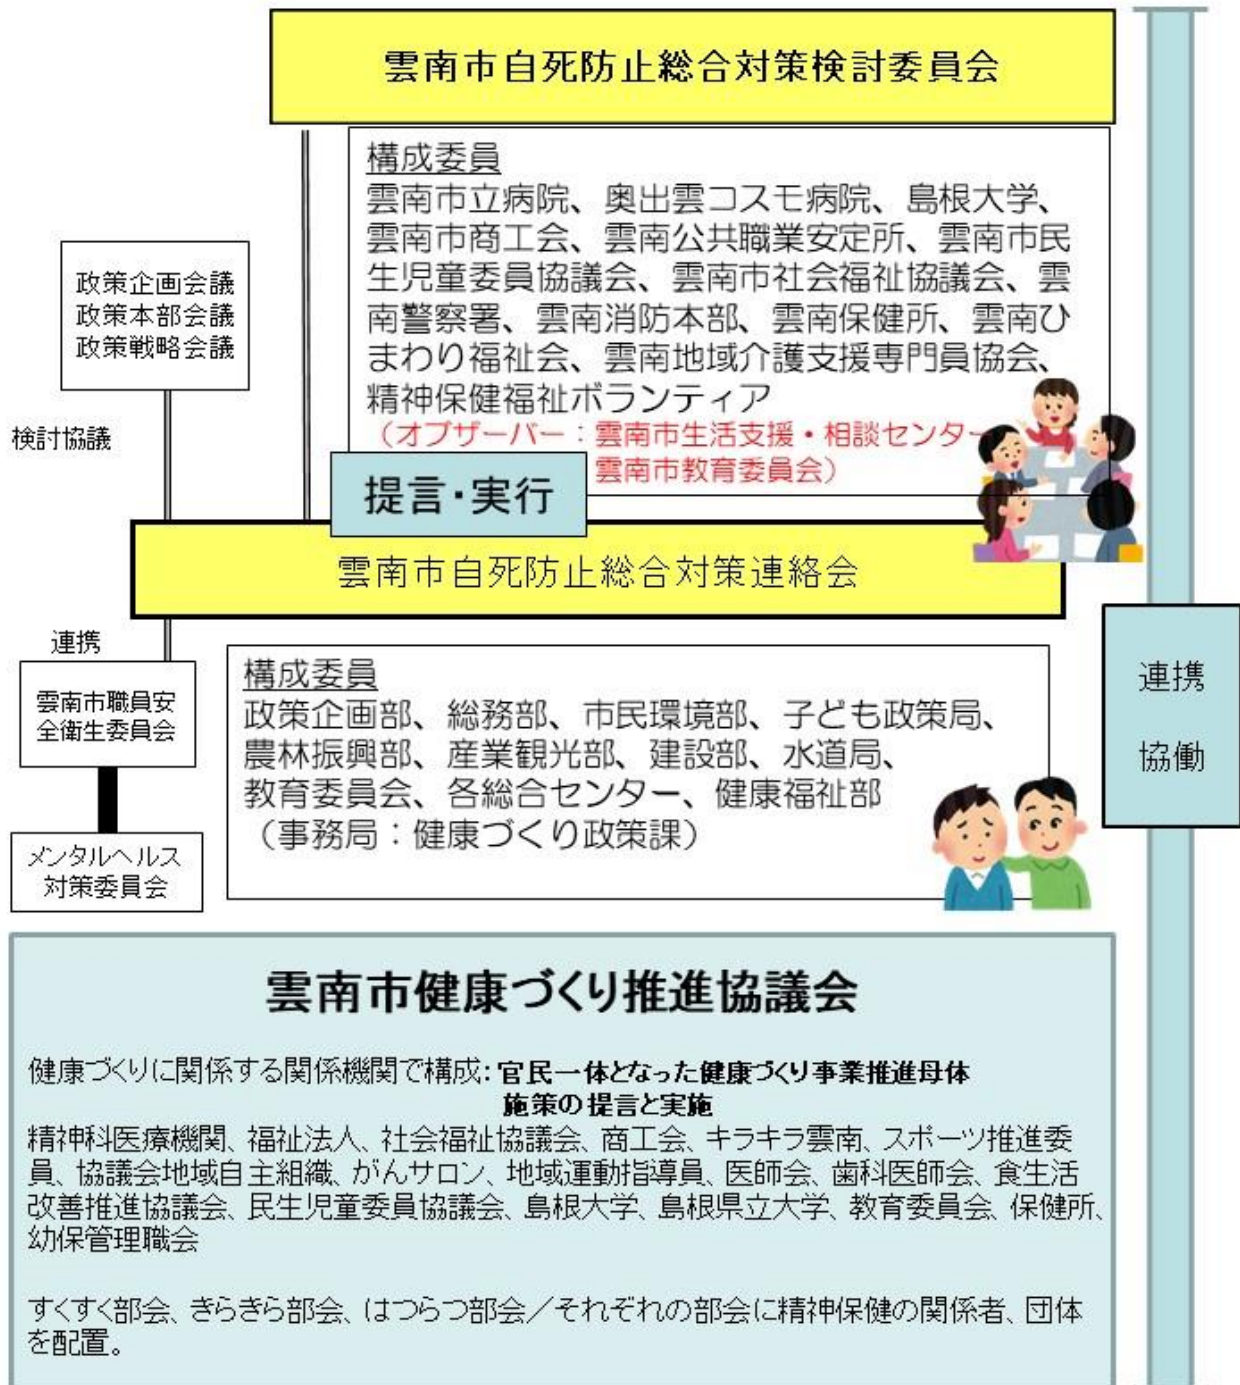 雲南市自死防止総合対策検討委員会
構成委員
雲南市立病院、奥出雲コスモ病院、島根大学、
雲南市商工会、雲南公共職業安定所、雲南市民
生児童委員協議会、雲南市社会福祉協議会、雲
南警察署、雲南消防本部、雲南保健所、雲南ひ
まわり福祉会、雲南地域介護支援専門員協会、
精神保健福祉ボランティア
（オブザーバー：雲南市生活支援・相談センター
雲南市教育委員会）
政策企画会議
政策本部会議
政策戦略会議
検討協議
提言・実行
雲南市自死防止総合対策連絡会
連携
雲南市職員安
全衛生委員会
メンタルヘルス
対策委員会
構成委員
政策企画部、総務部、市民環境部、子ども政策局、
農林振興部、産業観光部、建設部、水道局、
教育委員会、各総合センター、健康福祉部
（事務局：健康づくり政策課）
連携
協働
雲南市健康づくり推進協議会
健康づくりに関係する関係機関で構成：官民一体となった健康づくり事業推進母体
施策の提言と実施
精神科医療機関、福祉法人、社会福祉協議会、商工会、キラキラ雲南、スポーツ推進委
員、協議会地域自主組織、がんサロン、地域運動指導員、医師会、歯科医師会、食生活
改善推進協議会、民生児童委員協議会、島根大学、島根県立大学、教育委員会、保健所、
幼保管理職会
すくすく部会、きらきら部会、はつらつ部会／それぞれの部会に精神保健の関係者、団体
を配置。